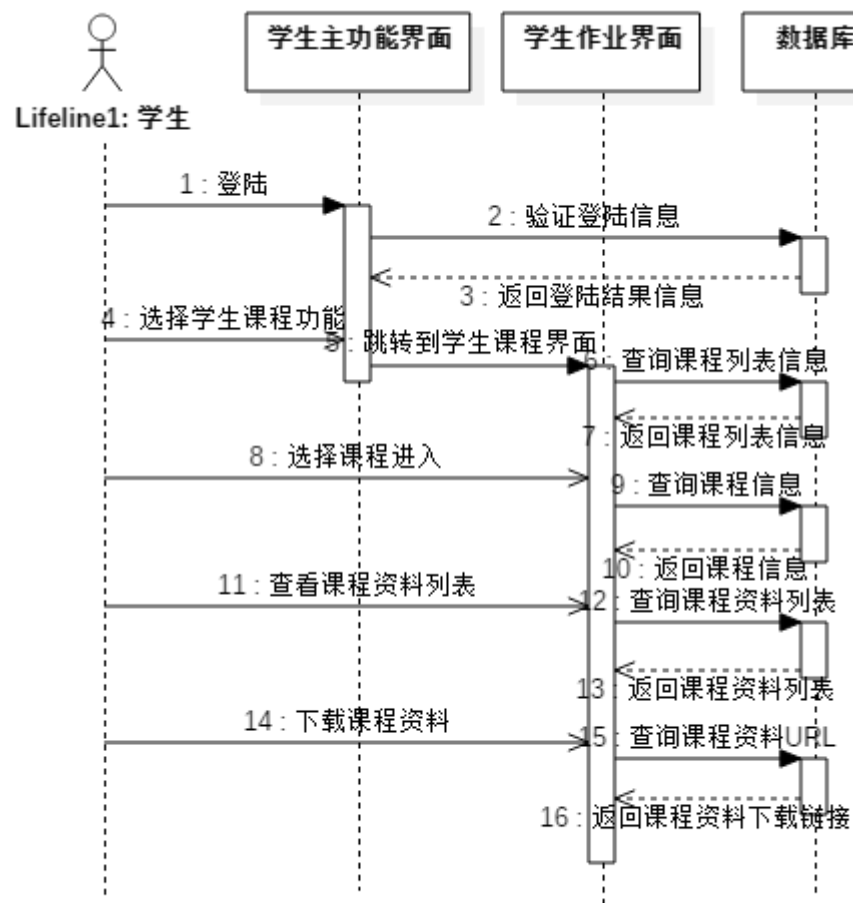 学生主功能界面
学生作业界面
数据库
Lifeline1: 学生
1 : 登陆
2 : 验证登陆信息
3 : 返回登陆结果信息
4 : 选择学生课程功能
5 : 跳转到学生课程界面
6 : 查询课程列表信息
7 : 返回课程列表信息
8 : 选择课程进入
9 : 查询课程信息
10 : 返回课程信息
11 : 查看课程资料列表
12 : 查询课程资料列表
13 : 返回课程资料列表
14 : 下载课程资料
15 : 查询课程资料URL
16 : 返回课程资料下载链接